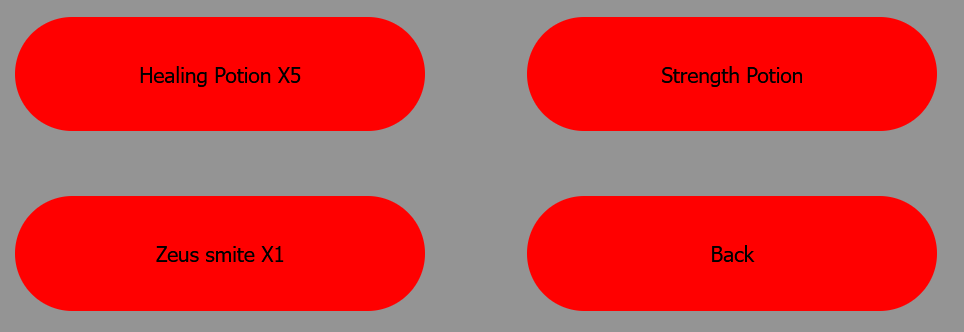 Healing Potion X5
Strength Potion
Zeus smite X1
Back